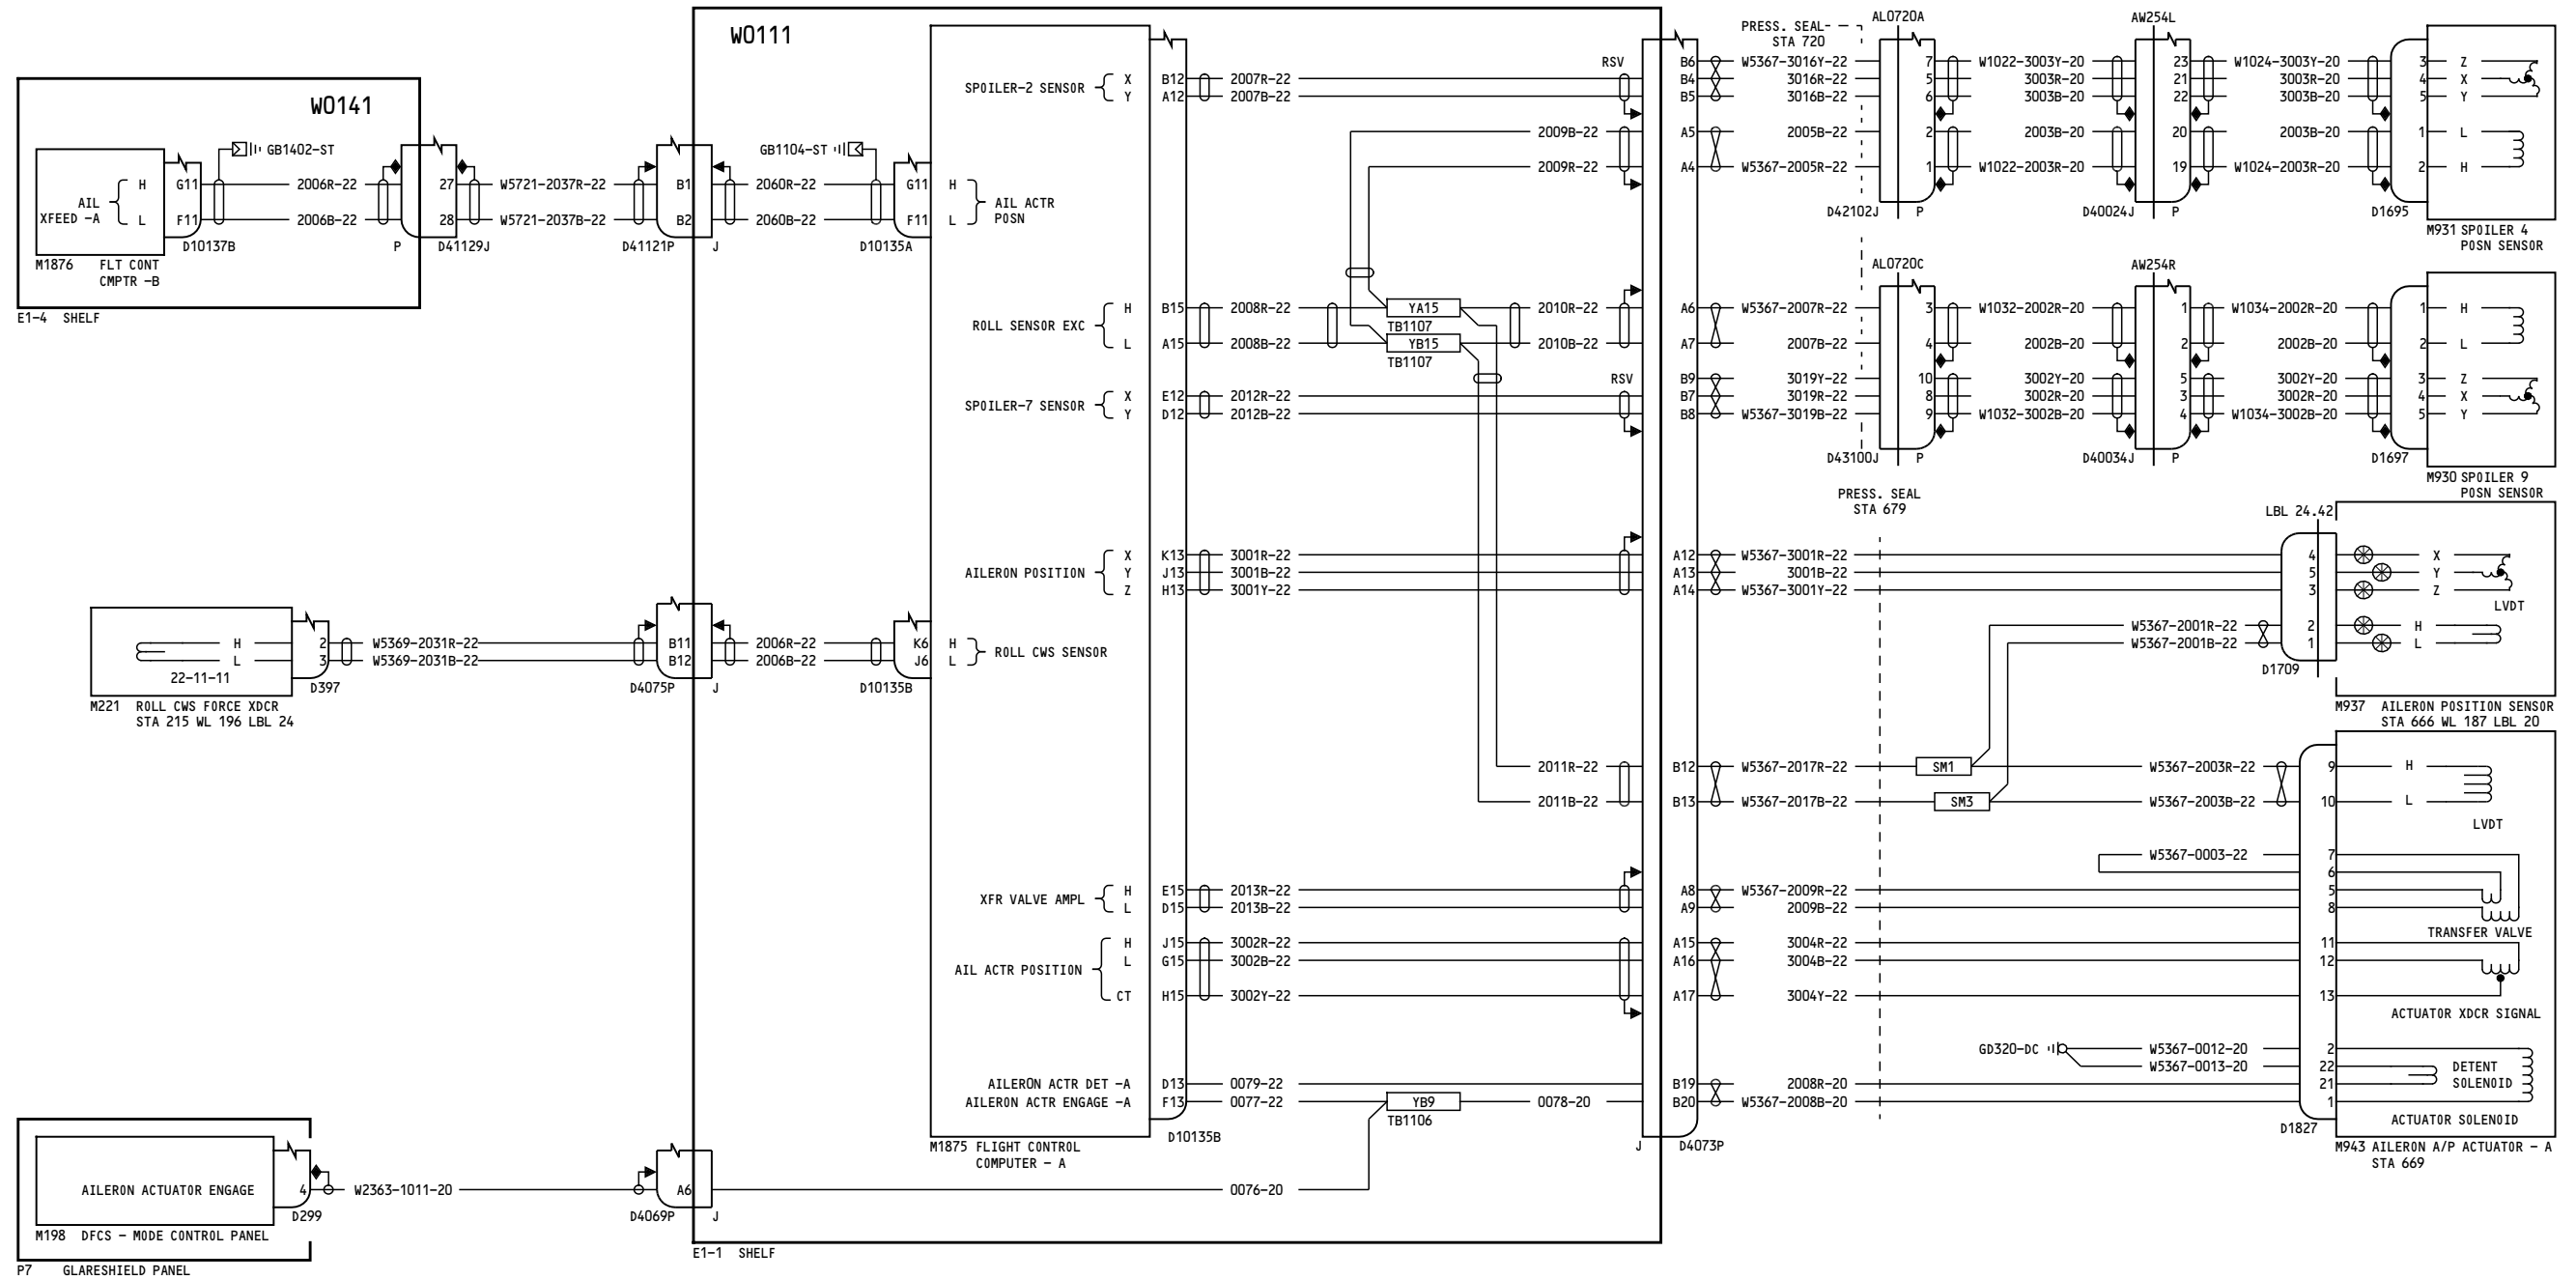 W0141
AIL
XFEED -A
H
L
G11
F11
GB1402-ST
2006R-22
2006B-22
D10137B
P
27
28
D41129J
M1876 FLT CONT
CMPTR -B
E1-4 SHELF
W5721-2037R-22
W5721-2037B-22
B1
B2
D41121P
J
W0111
GB1104-ST
2060R-22
2060B-22
G11
F11
D10135A
H
L
AIL ACTR
POSN
H
L
2
3
22-11-11
D397
M221 ROLL CWS FORCE XDCR
STA 215 WL 196 LBL 24
W5369-2031R-22
W5369-2031B-22
B11
B12
D4075P
J
2006R-22
2006B-22
K6
J6
D10135B
H
L
ROLL CWS SENSOR
AILERON ACTUATOR ENGAGE
4
D299
M198 DFCS - MODE CONTROL PANEL
P7 GLARESHIELD PANEL
W2363-1011-20
A6
D4069P
J
0076-20
E1-1 SHELF
SPOILER-2 SENSOR
X
Y
B12
A12
2007R-22
2007B-22
RSV
2009B-22
2009R-22
ROLL SENSOR EXC
H
L
B15
A15
2008R-22
2008B-22
YA15
TB1107
YB15
TB1107
2010R-22
2010B-22
SPOILER-7 SENSOR
X
Y
E12
D12
2012R-22
2012B-22
RSV
AILERON POSITION
X
Y
Z
K13
J13
H13
3001R-22
3001B-22
3001Y-22
2011R-22
2011B-22
XFR VALVE AMPL
H
L
E15
D15
2013R-22
2013B-22
AIL ACTR POSITION
H
L
CT
J15
G15
H15
3002R-22
3002B-22
3002Y-22
AILERON ACTR DET -A
D13
0079-22
AILERON ACTR ENGAGE -A
F13
0077-22
YB9
TB1106
0078-20
D10135B
M1875 FLIGHT CONTROL
COMPUTER - A
J
D4073P
B6
B4
B5
A5
A4
A6
A7
B9
B7
B8
A12
A13
A14
B12
B13
A8
A9
A15
A16
A17
B19
B20
PRESS. SEAL
STA 720
W5367-3016Y-22
3016R-22
3016B-22
2005B-22
W5367-2005R-22
AL0720A
7
5
6
2
1
D42102J
P
W1022-3003Y-20
3003R-20
3003B-20
2003B-20
W1022-2003R-20
AW254L
23
21
22
20
19
D40024J
P
W1024-3003Y-20
3003R-20
3003B-20
2003B-20
W1024-2003R-20
3
4
5
1
2
D1695
Z
X
Y
L
H
M931 SPOILER 4
POSN SENSOR
W5367-2007R-22
2007B-22
3019Y-22
3019R-22
W5367-3019B-22
AL0720C
3
4
10
8
9
D43100J
P
W1032-2002R-20
2002B-20
3002Y-20
3002R-20
W1032-3002B-20
AW254R
1
2
5
3
4
D40034J
P
W1034-2002R-20
2002B-20
3002Y-20
3002R-20
W1034-3002B-20
1
2
3
4
5
D1697
H
L
Z
X
Y
M930 SPOILER 9
POSN SENSOR
PRESS. SEAL
STA 679
W5367-3001R-22
3001B-22
W5367-3001Y-22
LBL 24.42
4
5
3
2
1
X
Y
Z
LVDT
H
L
W5367-2001R-22
W5367-2001B-22
D1709
M937 AILERON POSITION SENSOR
STA 666 WL 187 LBL 20
W5367-2017R-22
W5367-2017B-22
SM1
SM3
W5367-2003R-22
W5367-2003B-22
9
10
H
L
LVDT
W5367-0003-22
W5367-2009R-22
2009B-22
7
6
5
8
TRANSFER VALVE
3004R-22
3004B-22
3004Y-22
11
12
13
ACTUATOR XDCR SIGNAL
GD320-DC
W5367-0012-20
W5367-0013-20
2008R-20
W5367-2008B-20
2
22
21
1
DETENT
SOLENOID
ACTUATOR SOLENOID
D1827
M943 AILERON A/P ACTUATOR - A
STA 669